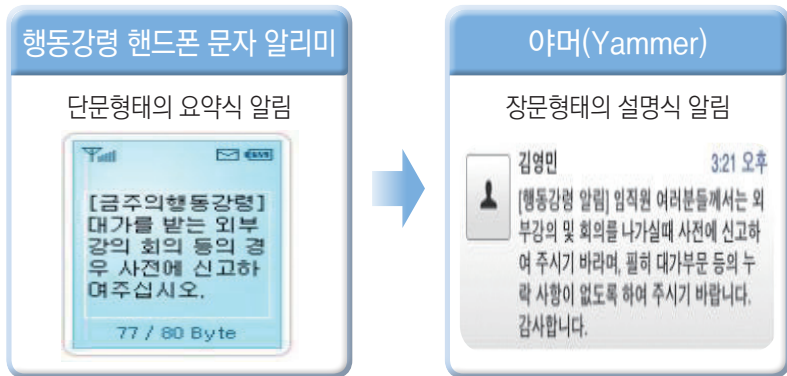 행동강령 핸드폰 문자 알리미
단문형태의 요약식 알림
[금주의행동강령]
대가를 받는 외부
강의 회의 등의 경
우 사전에 신고하
여주십시오.
77 / 80 Byte
야머(Yammer)
장문형태의 설명식 알림
김영민 3:21 오후
[행동강령 알림] 임직원 여러분들께서는 외
부강의 및 회의를 나가실때 사전에 신고하
여 주시기 바라며, 필히 대가부문 등의 누
락 사항이 없도록 하여 주시기 바랍니다.
감사합니다.